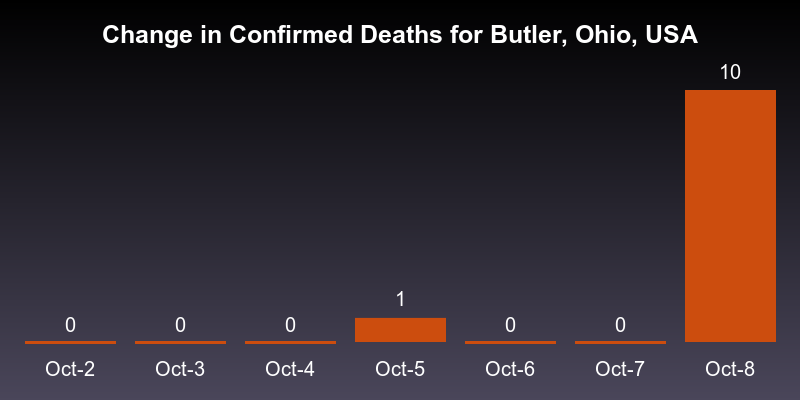 Change in Confirmed Deaths for Butler, Ohio, USA
10
1
0 0 0 0 0
Oct-2 Oct-3 Oct-4 Oct-5 Oct-6 Oct-7 Oct-8